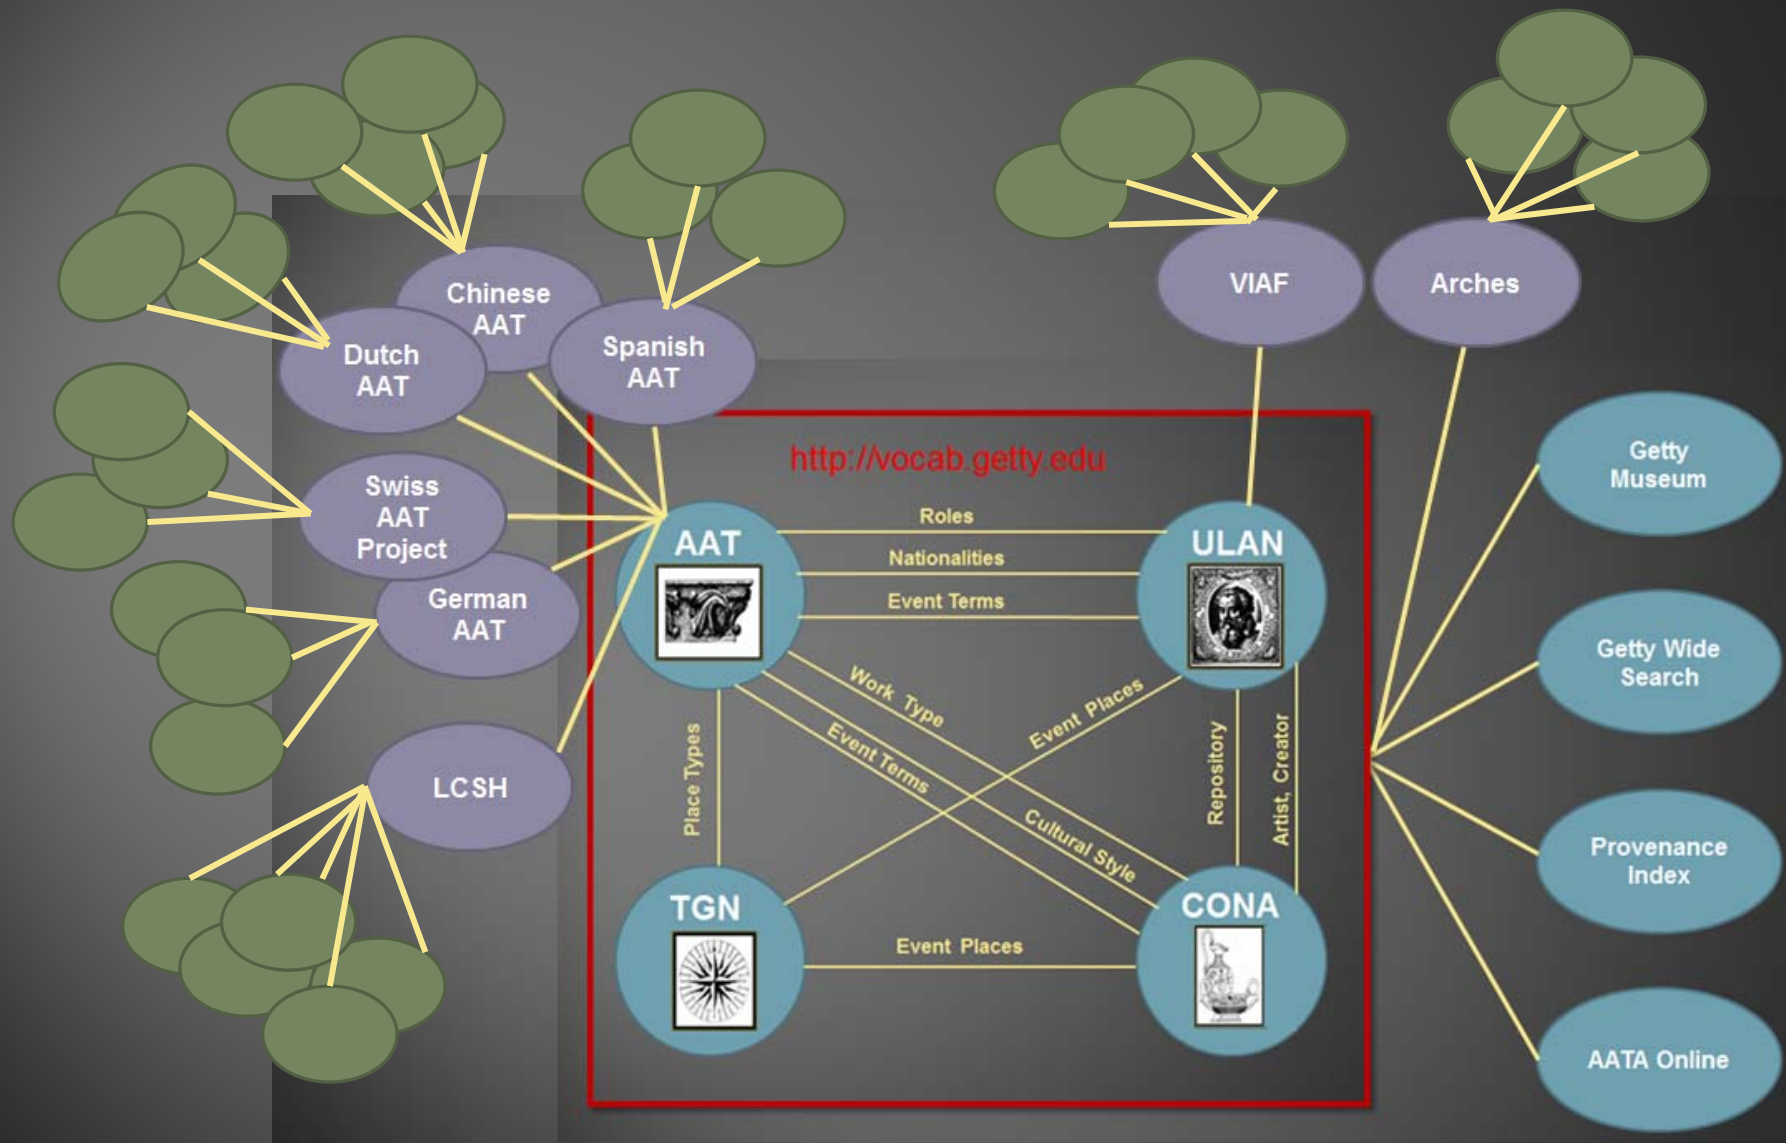 Chinese
AAT
Spanish
AAT
Dutch
AAT
Swiss
AAT
Project
German
AAT
LCSH
VIAF
Arches
http://vocab.getty.edu
AAT
ULAN
Roles
Nationalities
Event Terms
Work Type
Event Terms
Cultural Style
Event Places
Place Types
Repository
Artist, Creator
TGN
CONA
Event Places
Getty
Museum
Getty Wide
Search
Provenance
Index
AATA Online